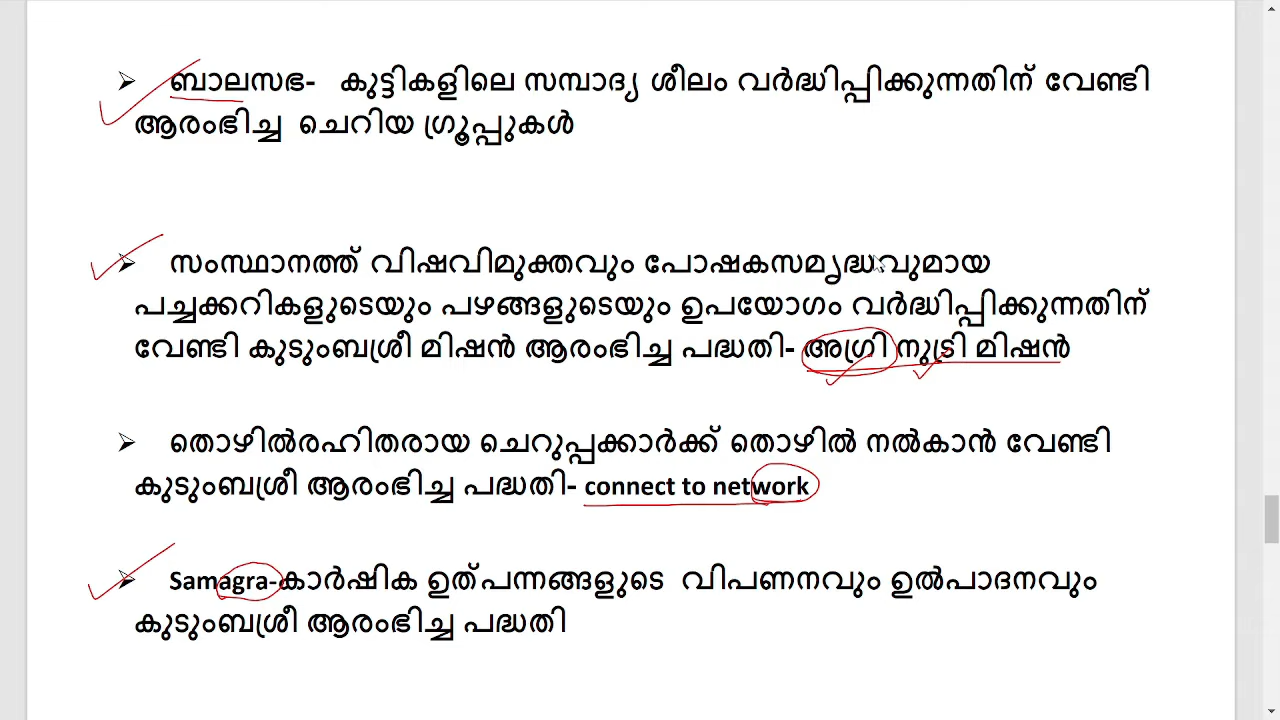 ബാലസഭ- കുട്ടികളിലെ സമ്പാദ്യ ശീലം വർദ്ധിപ്പിക്കുന്നതിന് വേണ്ടി
ആരംഭിച്ച ചെറിയ ഗ്രൂപ്പുകൾ
സംസ്ഥാനത്ത് വിഷവിമുക്തവും പോഷകസമൃദ്ധവുമായ
പച്ചക്കറികളുടെയും പഴങ്ങളുടെയും ഉപയോഗം വർദ്ധിപ്പിക്കുന്നതിന്
വേണ്ടി കുടുംബശ്രീ മിഷൻ ആരംഭിച്ച പദ്ധതി- അഗ്രി നുട്രി മിഷൻ
തൊഴിൽരഹിതരായ ചെറുപ്പക്കാർക്ക് തൊഴിൽ നൽകാൻ വേണ്ടി
കുടുംബശ്രീ ആരംഭിച്ച പദ്ധതി- connect to network
Samagra-കാർഷിക ഉത്പന്നങ്ങളുടെ വിപണനവും ഉൽപാദനവും
കുടുംബശ്രീ ആരംഭിച്ച പദ്ധതി